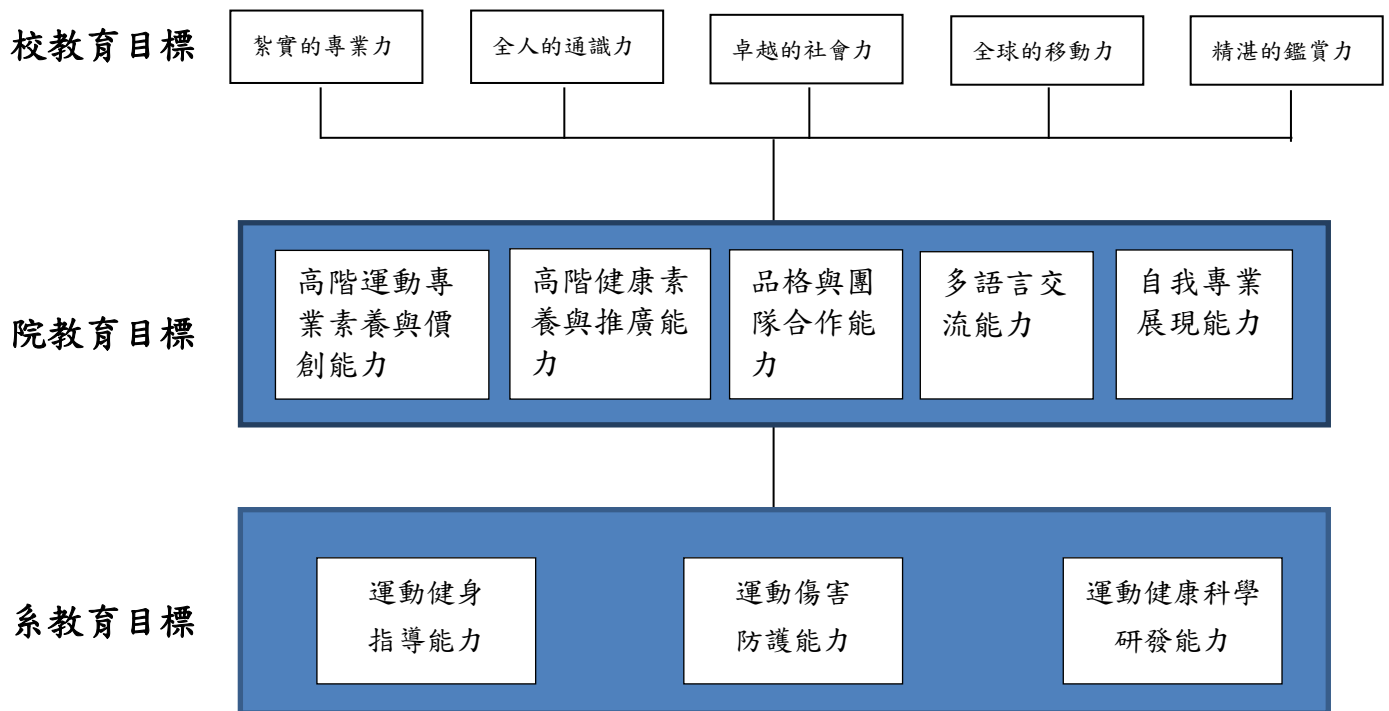 校教育目標
紮實的專業力
全人的通識力
卓越的社會力
全球的移動力
精湛的鑑賞力
院教育目標
高階運動專
業素養與價
創能力
高階健康素
養與推廣能
力
品格與團
隊合作能
力
多語言交
流能力
自我專業
展現能力
系教育目標
運動健身
指導能力
運動傷害
防護能力
運動健康科學
研發能力